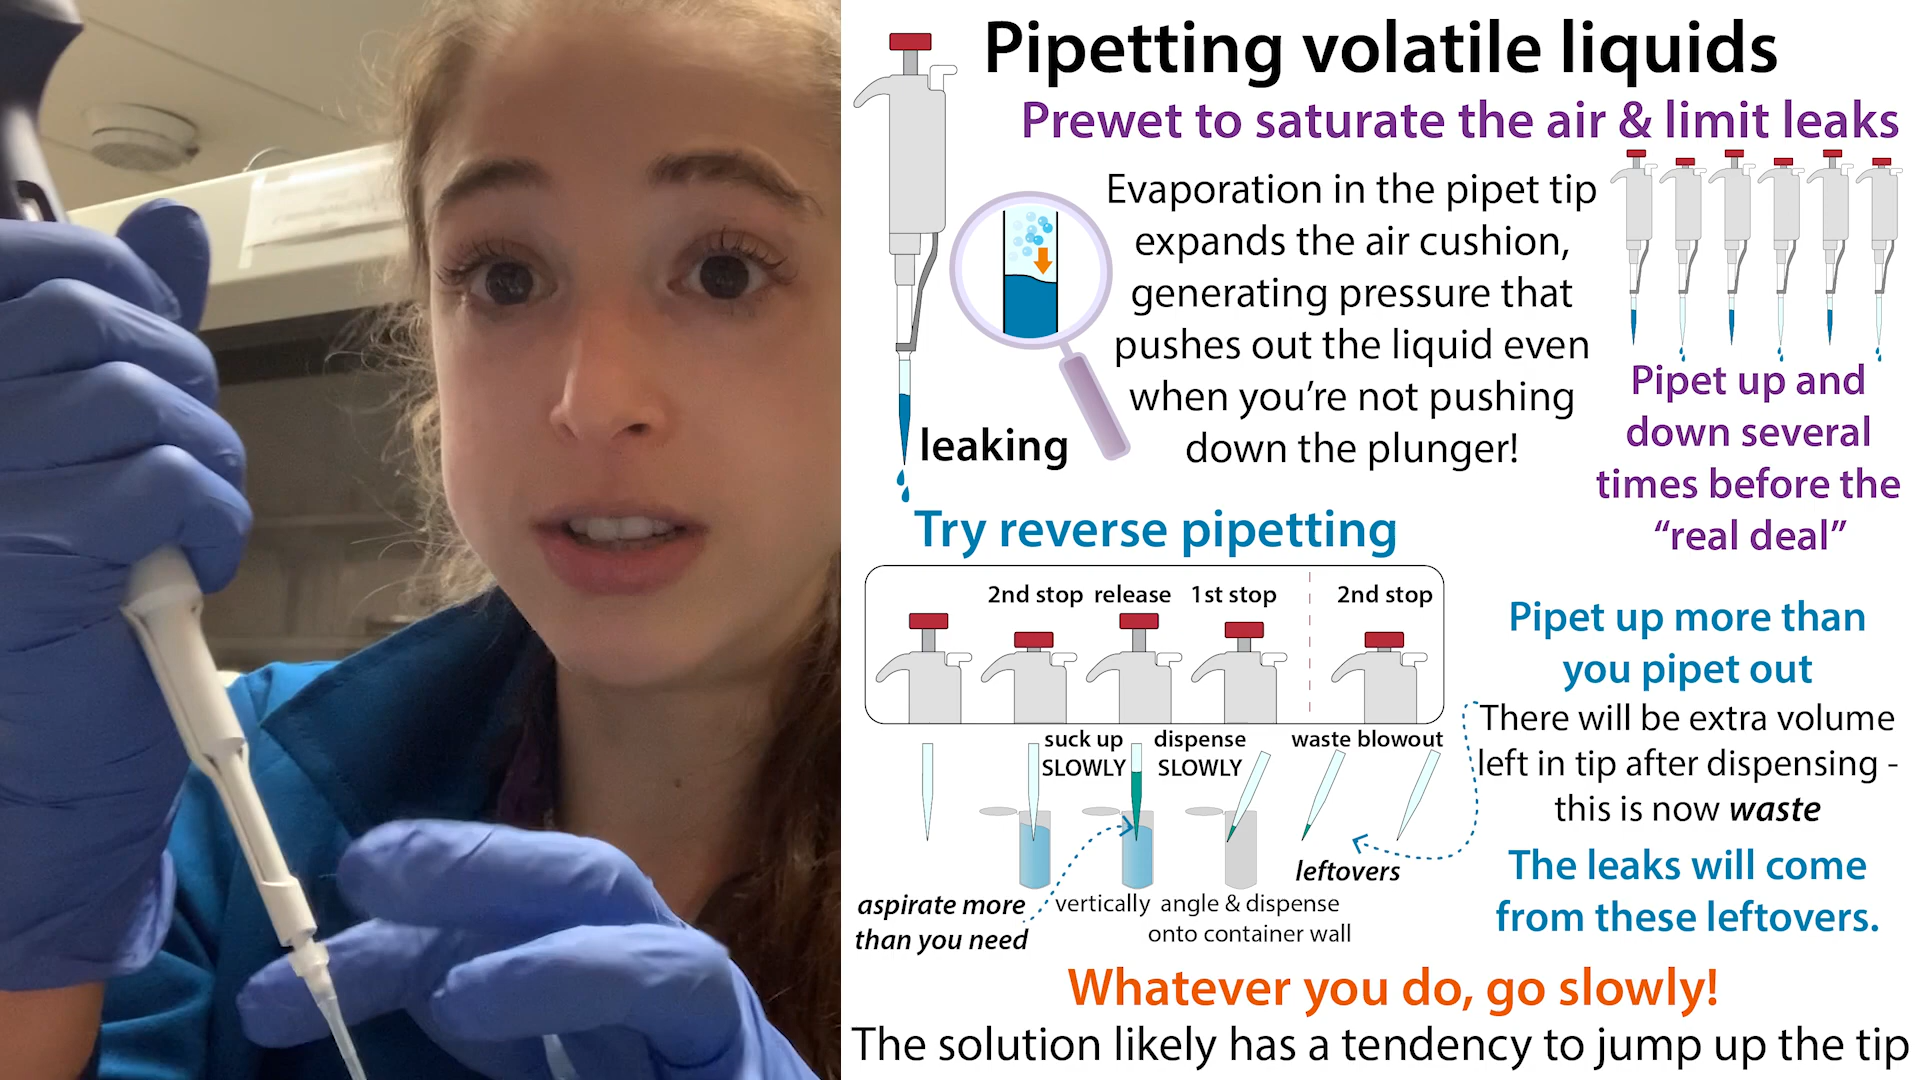 Pipetting volatile liquids
Prewet to saturate the air & limit leaks
Evaporation in the pipet tip
expands the air cushion,
generating pressure that
pushes out the liquid even
when you’re not pushing
down the plunger!
leaking
Pipet up and
down several
times before the
“real deal”
Try reverse pipetting
2nd stop release 1st stop 2nd stop
suck up
SLOWLY
dispense
SLOWLY
waste blowout
leftovers
aspirate more
than you need
vertically
angle & dispense
onto container wall
Pipet up more than
you pipet out
There will be extra volume
left in tip after dispensing -
this is now waste
The leaks will come
from these leftovers.
Whatever you do, go slowly!
The solution likely has a tendency to jump up the tip